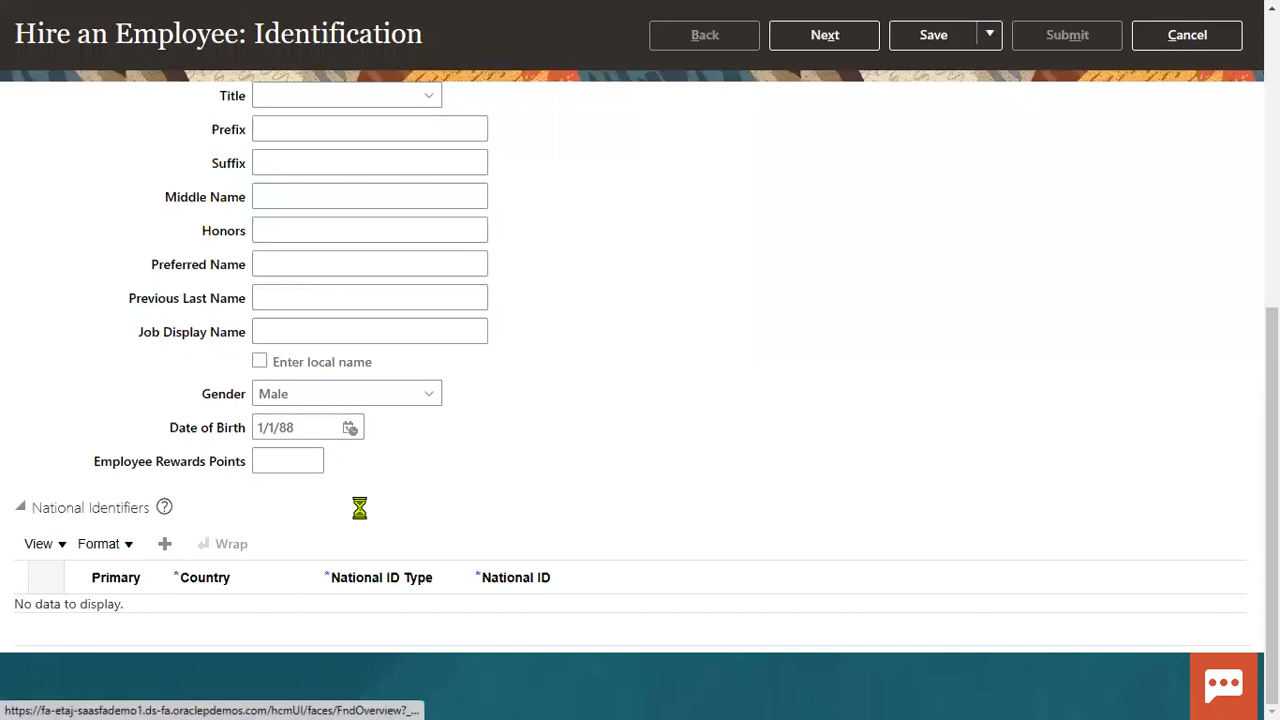 Hire an Employee: Identification
Back
Next
Save
Submit
Cancel
Title
Prefix
Suffix
Middle Name
Honors
Preferred Name
Previous Last Name
Job Display Name
Enter local name
Gender Male
Date of Birth 1/1/88
Employee Rewards Points
National Identifiers ?
View Format Wrap
Primary *Country *National ID Type *National ID
No data to display.
https://fa-etaj-saasfademo1.ds-fa.oraclepdemos.com/hcmUI/faces/FndOverview?_...